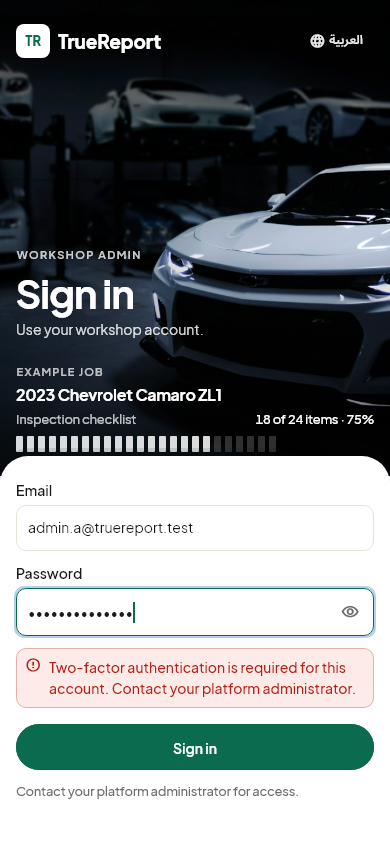 TR TrueReport
العربية
WORKSHOP ADMIN
Sign in
Use your workshop account.
EXAMPLE JOB
2023 Chevrolet Camaro ZL1
Inspection checklist 18 of 24 items · 75%
Email
admin.a@truereport.test
Password
••••••••••••••
Two-factor authentication is required for this
account. Contact your platform administrator.
Sign in
Contact your platform administrator for access.